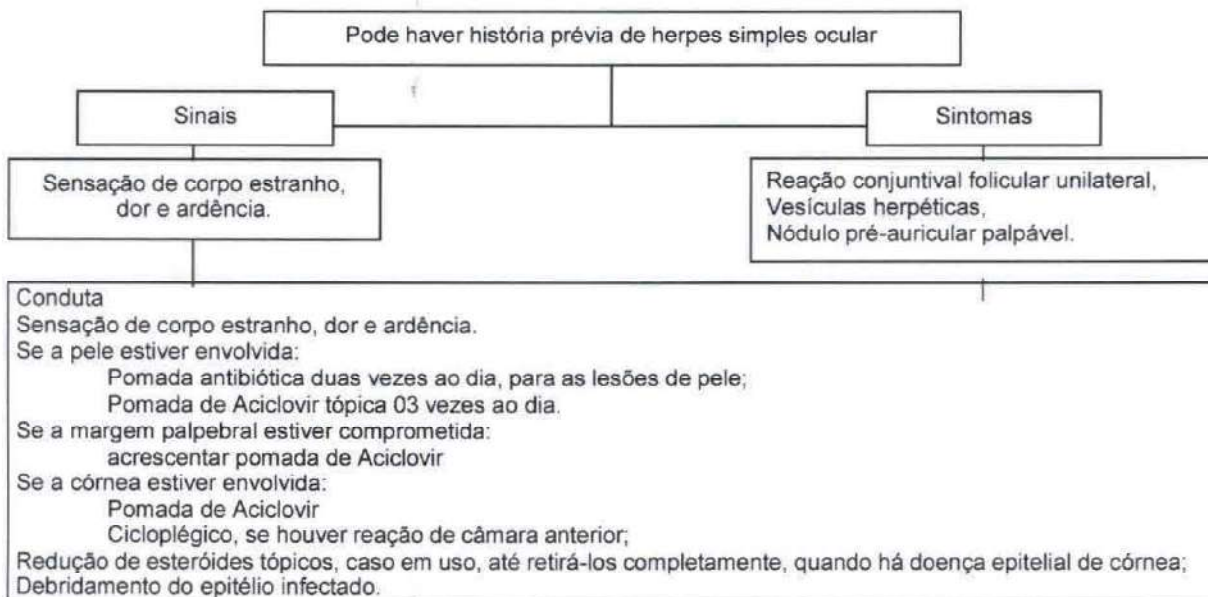 Pode haver história prévia de herpes simples ocular
Sinais
Sintomas
Sensação de corpo estranho,
dor e ardência.
Reação conjuntival folicular unilateral,
Vesículas herpéticas,
Nódulo pré-auricular palpável.
Conduta
Sensação de corpo estranho, dor e ardência.
Se a pele estiver envolvida:
Pomada antibiótica duas vezes ao dia, para as lesões de pele;
Pomada de Aciclovir tópica 03 vezes ao dia.
Se a margem palpebral estiver comprometida:
acrescentar pomada de Aciclovir
Se a córnea estiver envolvida:
Pomada de Aciclovir
Cicloplégico, se houver reação de câmara anterior;
Redução de esteróides tópicos, caso em uso, até retirá-los completamente, quando há doença epitelial de córnea;
Debridamento do epitélio infectado.